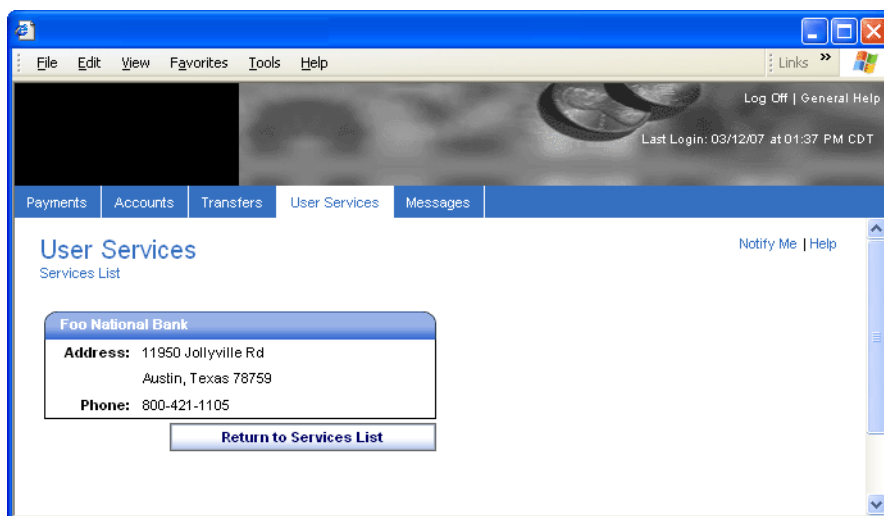 File Edit View Favorites Tools Help Links »
Log Off | General Help
Last Login: 03/12/07 at 01:37 PM CDT
Payments Accounts Transfers User Services Messages
User Services
Notify Me | Help
Services List
Foo National Bank
Address: 11950 Jollyville Rd
Austin, Texas 78759
Phone: 800-421-1105
Return to Services List